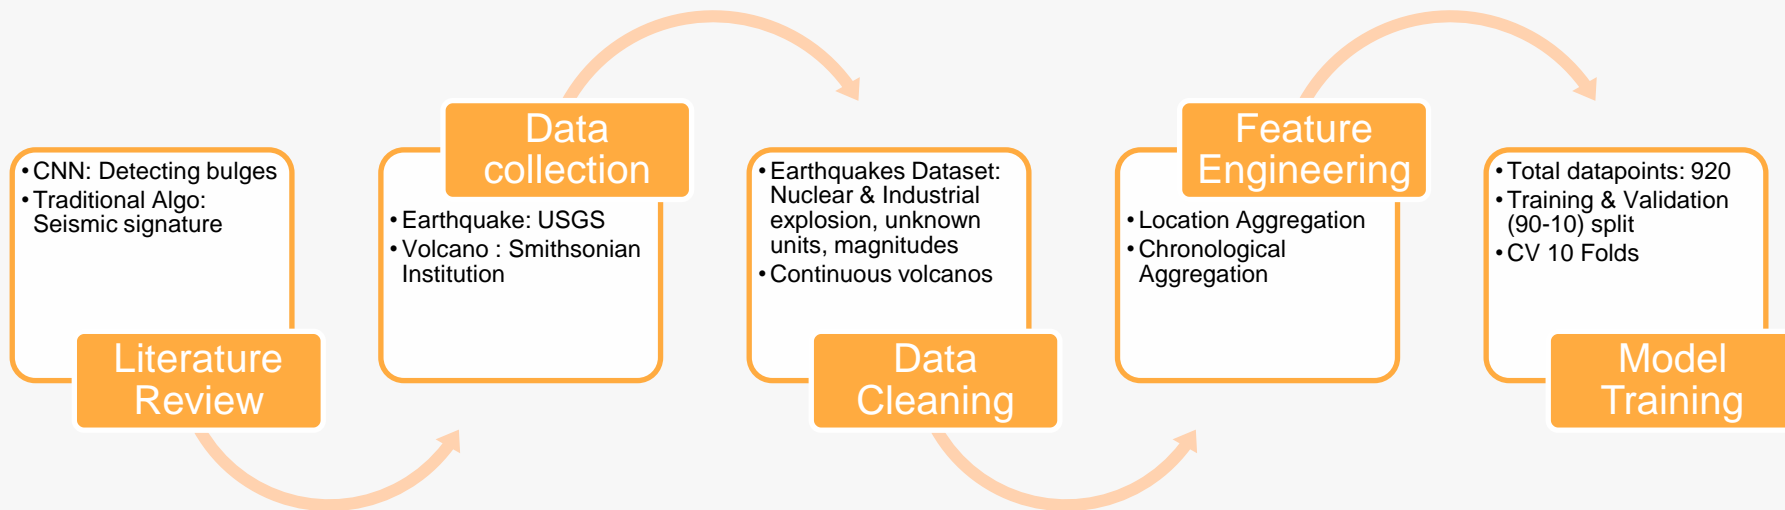 • CNN: Detecting bulges
• Traditional Algo:
Seismic signature
Literature
Review
Data
collection
• Earthquake: USGS
• Volcano : Smithsonian
Institution
• Earthquakes Dataset:
Nuclear & Industrial
explosion, unknown
units, magnitudes
• Continuous volcanos
Data
Cleaning
Feature
Engineering
• Location Aggregation
• Chronological
Aggregation
• Total datapoints: 920
• Training & Validation
(90-10) split
• CV 10 Folds
Model
Training